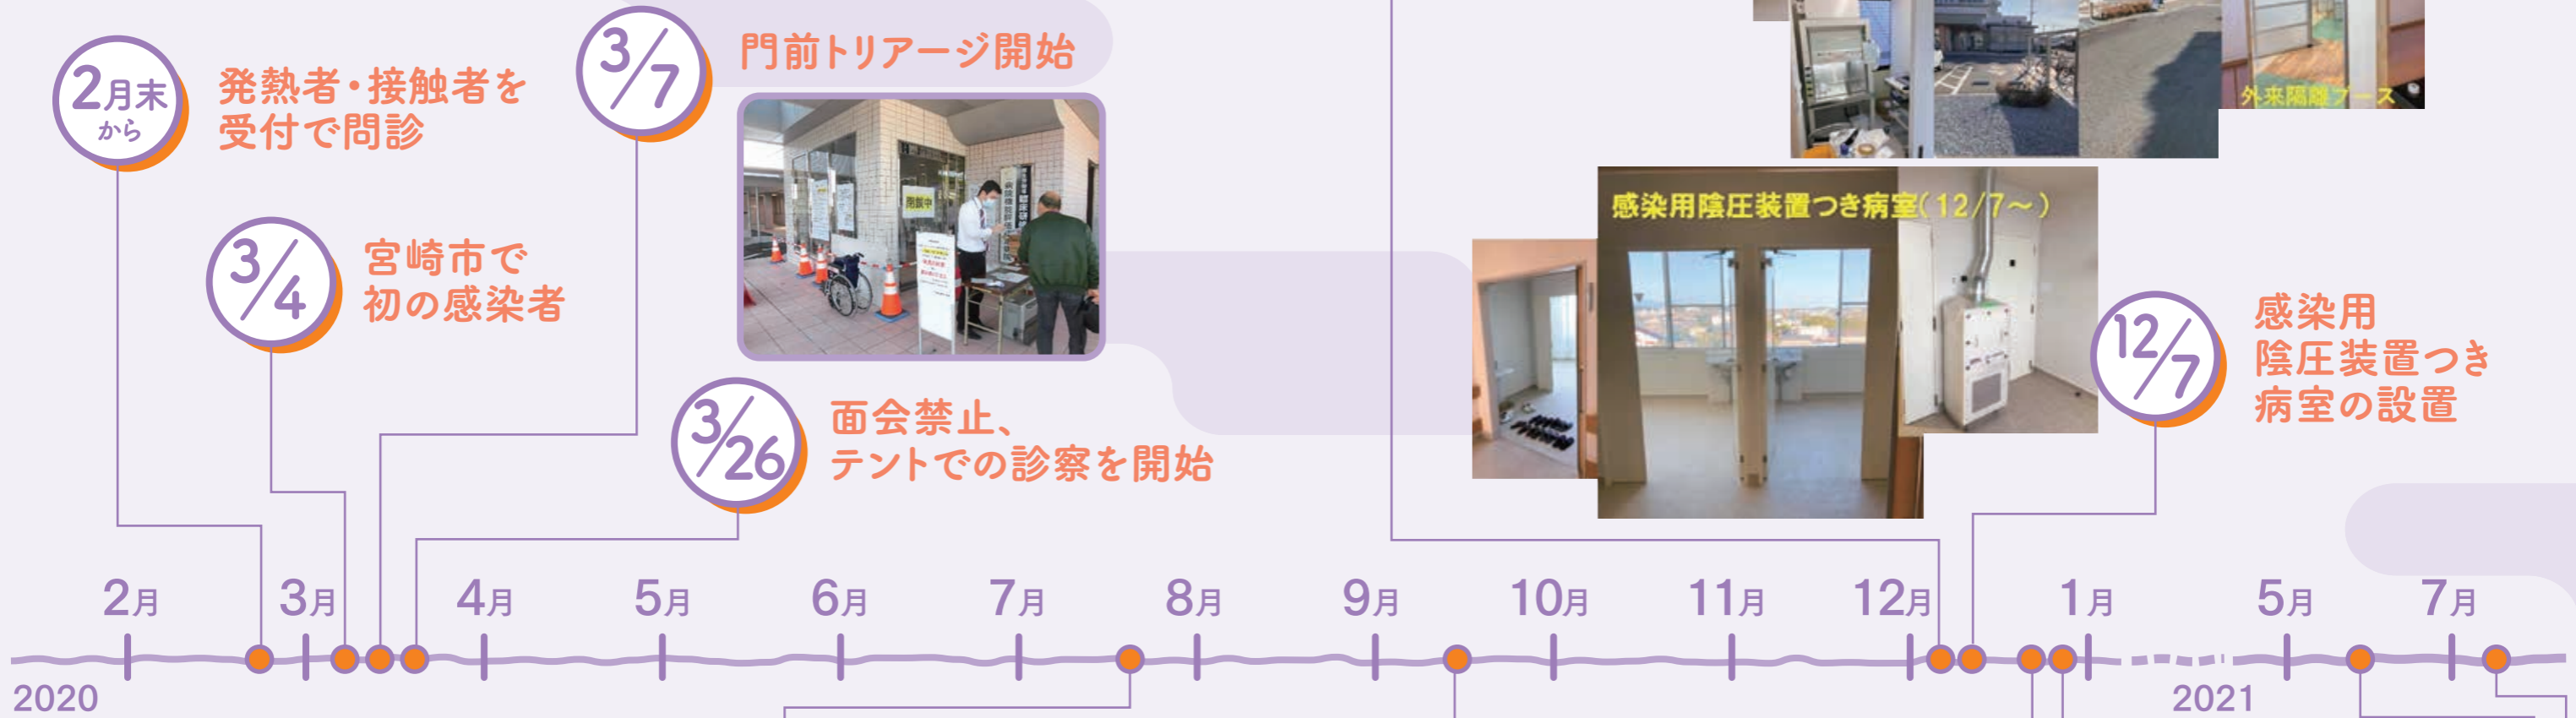 2月末
から
発熱者・接触者を
受付で問診
3/4
宮崎市で
初の感染者
3/7
門前トリアージ開始
3/26
面会禁止、
テントでの診察を開始
外来隔離ブース
感染用陰圧装置つき病室(12/7〜)
12/7
感染用
陰圧装置つき
病室の設置
2月
3月
4月
5月
6月
7月
8月
9月
10月
11月
12月
1月
5月
7月
2020
2021